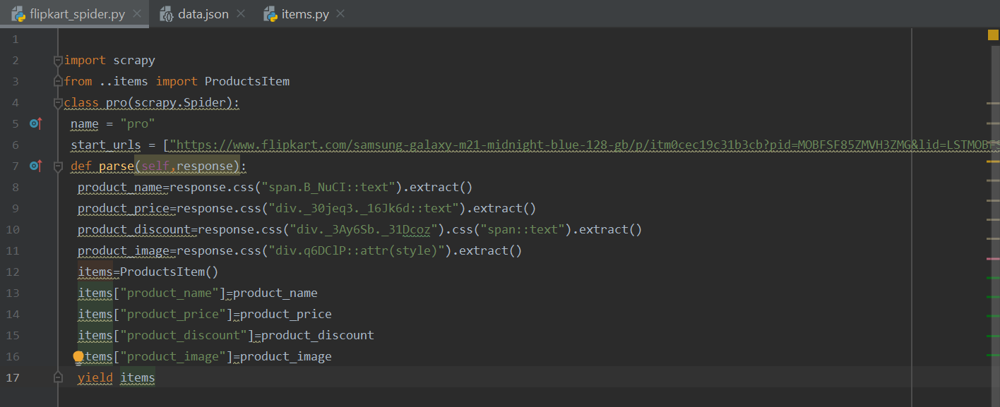 flipkart_spider.py data.json items.py
1
2 import scrapy
3 from ..items import ProductsItem
4 class pro(scrapy.Spider):
5 name = "pro"
6 start_urls = ["https://www.flipkart.com/samsung-galaxy-m21-midnight-blue-128-gb/p/itm0cec19c31b3cb?pid=MOBFSF85ZMVH3ZMG&lid=LSTMOBFS
7 def parse(self,response):
8 product_name=response.css("span.B_NuCI::text").extract()
9 product_price=response.css("div._30jeq3._16Jk6d::text").extract()
10 product_discount=response.css("div._3Ay6Sb._31Dcoz").css("span::text").extract()
11 product_image=response.css("div.q6DClP::attr(style)").extract()
12 items=ProductsItem()
13 items["product_name"]=product_name
14 items["product_price"]=product_price
15 items["product_discount"]=product_discount
16 items["product_image"]=product_image
17 yield items